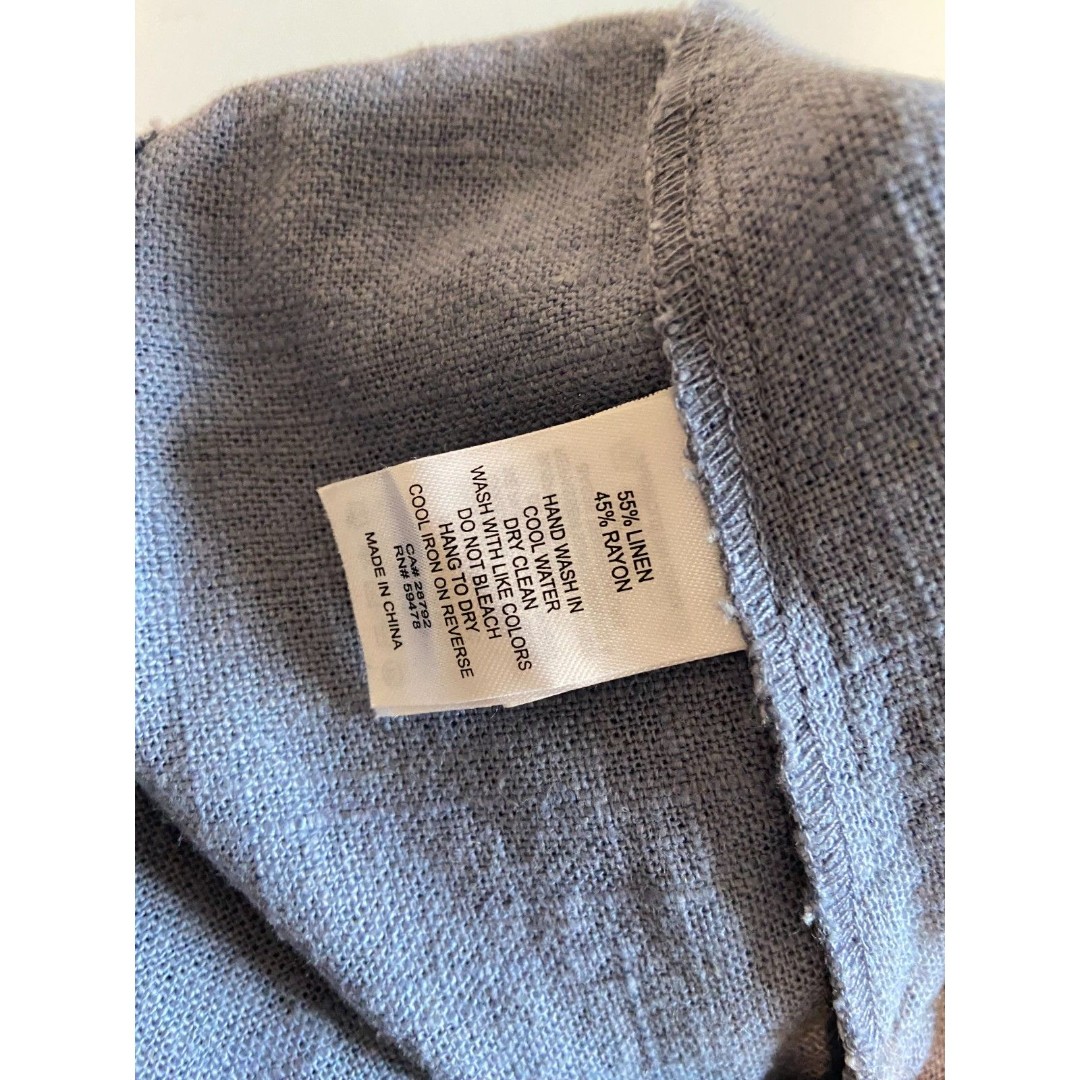 55% LINEN
45% RAYON
HAND WASH IN
COOL WATER
DRY CLEAN
WASH WITH LIKE COLORS
DO NOT BLEACH
HANG TO DRY
COOL IRON ON REVERSE
CA# 28792
RN# 59478
MADE IN CHINA